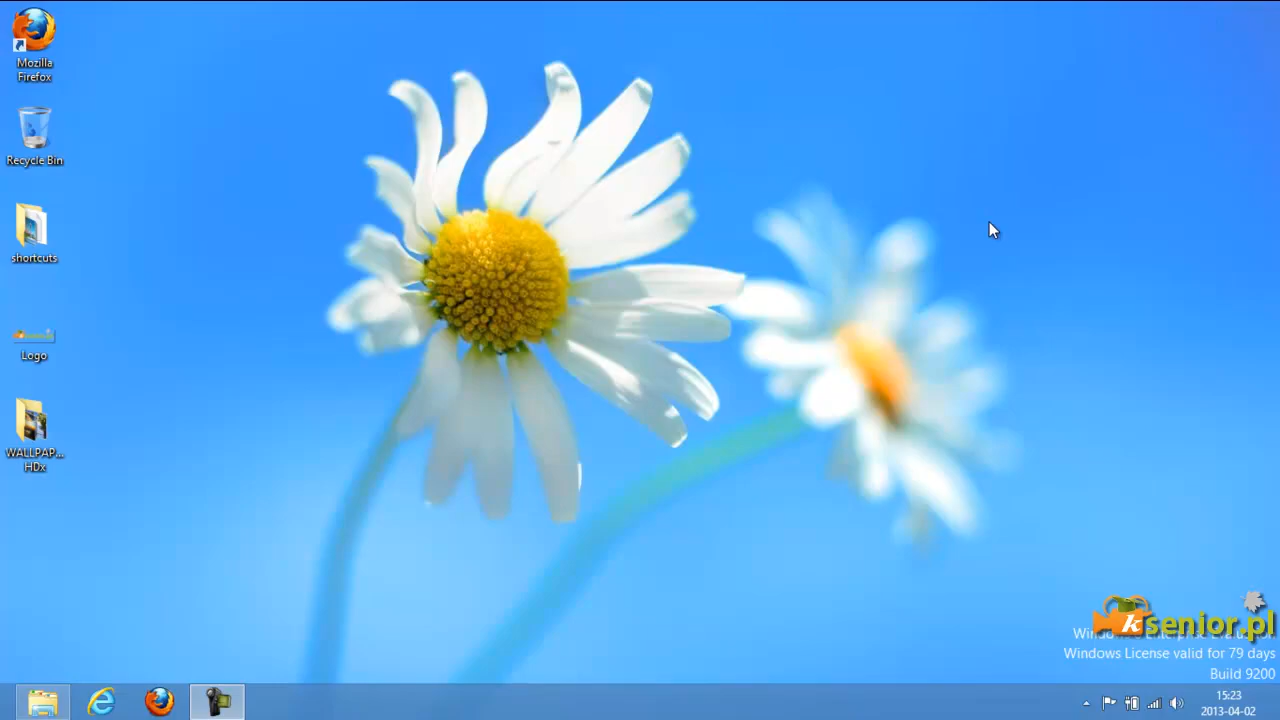 Mozilla
Firefox
Recycle Bin
shortcuts
Logo
WALLPAP...
HDx
ksenior.pl
Windows License valid for 79 days
Build 9200
15:23
2013-04-02